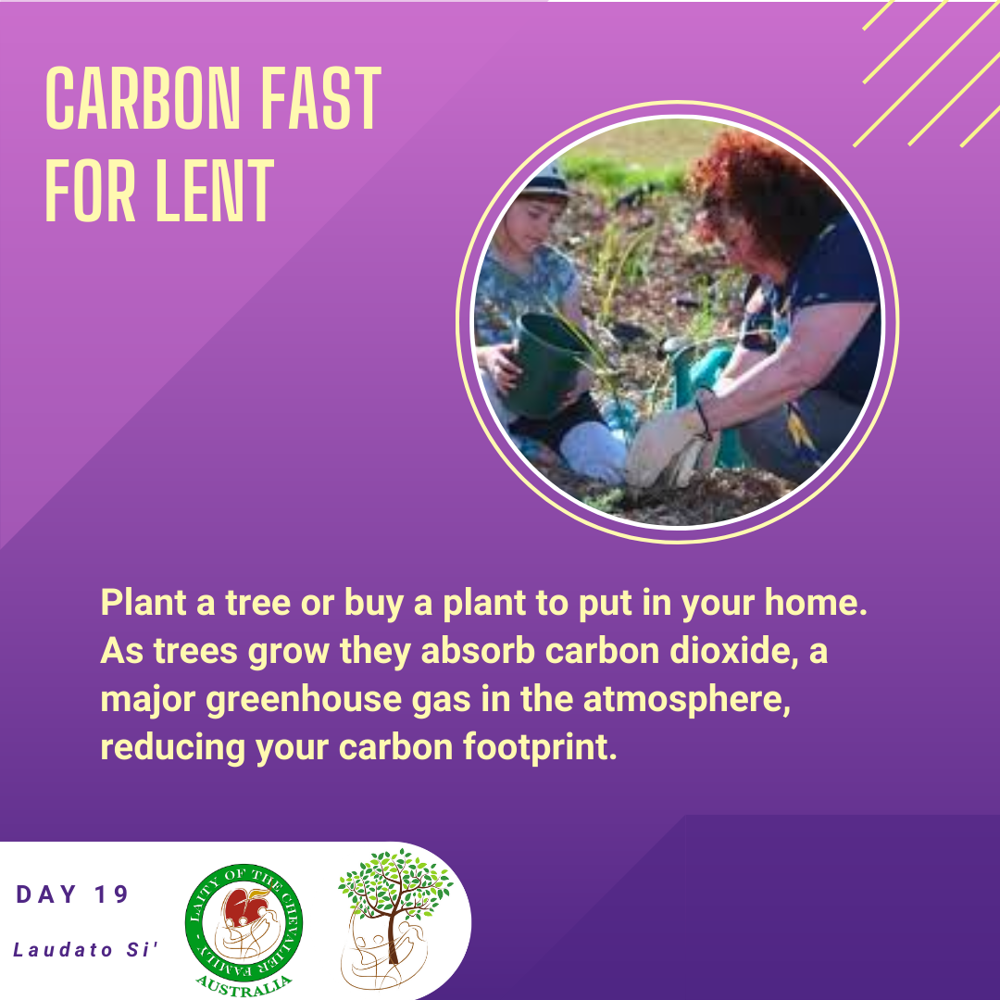 CARBON FAST
FOR LENT
Plant a tree or buy a plant to put in your home.
As trees grow they absorb carbon dioxide, a
major greenhouse gas in the atmosphere,
reducing your carbon footprint.
DAY 19
Laudato Si'
LAITY OF THE CHEVALIER FAMILY -
AUSTRALIA